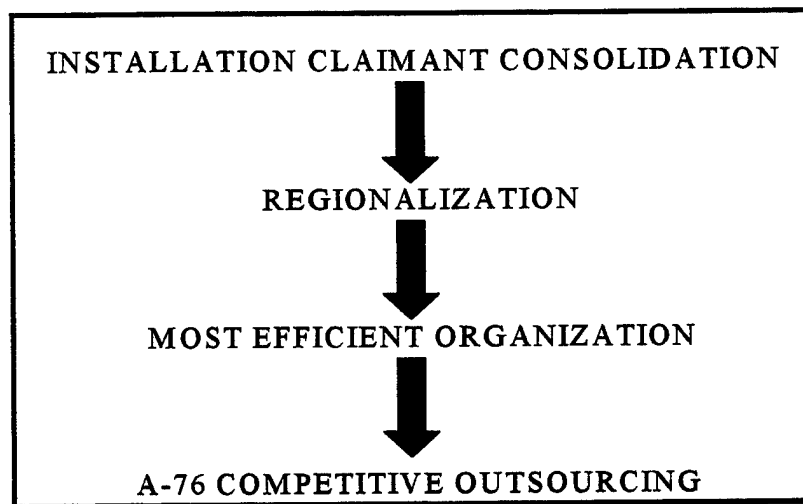 INSTALLATION CLAIMANT CONSOLIDATION
REGIONALIZATION
MOST EFFICIENT ORGANIZATION
A-76 COMPETITIVE OUTSOURCING